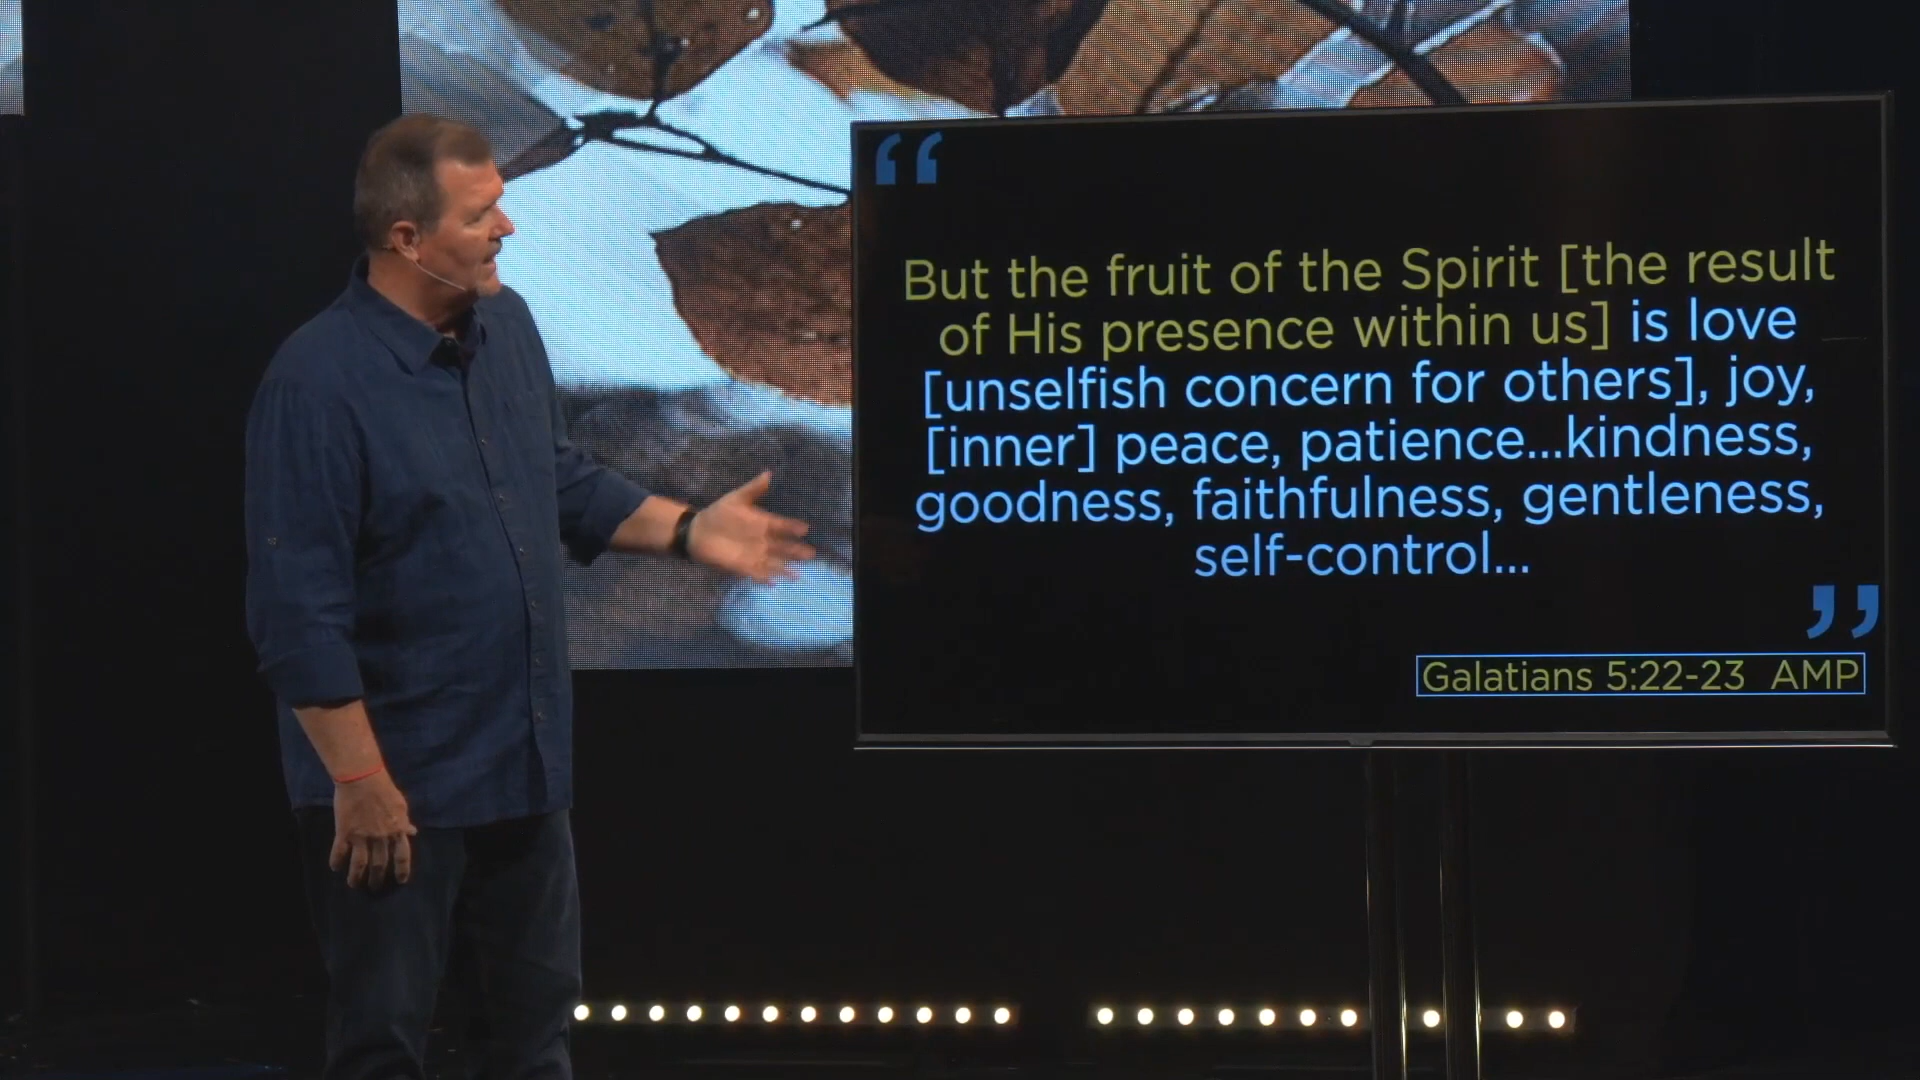 “
But the fruit of the Spirit [the result
of His presence within us] is love
[unselfish concern for others], joy,
[inner] peace, patience...kindness,
goodness, faithfulness, gentleness,
self-control...
”
Galatians 5:22-23 AMP